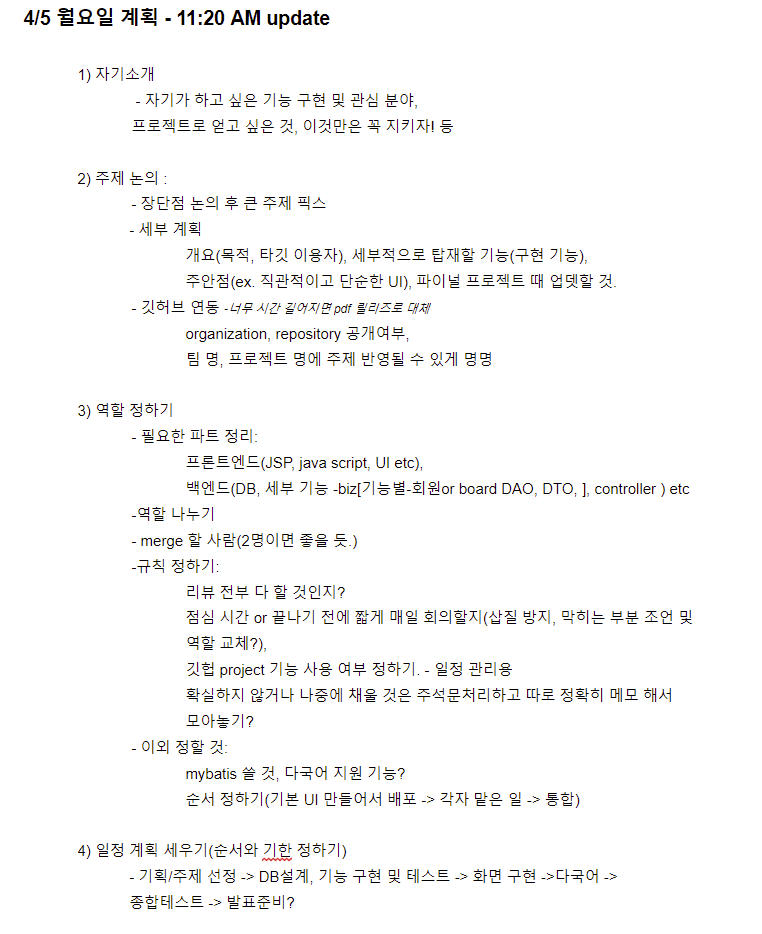 4/5 월요일 계획 - 11:20 AM update
1) 자기소개
- 자기가 하고 싶은 기능 구현 및 관심 분야,
프로젝트로 얻고 싶은 것, 이것만은 꼭 지키자! 등
2) 주제 논의 :
- 장단점 논의 후 큰 주제 픽스
- 세부 계획
개요(목적, 타깃 이용자), 세부적으로 탑재할 기능(구현 기능),
주안점(ex. 직관적이고 단순한 UI), 파이널 프로젝트 때 업뎃할 것.
- 깃허브 연동 -너무 시간 길어지면 pdf 릴리즈로 대체
organization, repository 공개여부,
팀 명, 프로젝트 명에 주제 반영될 수 있게 명명
3) 역할 정하기
- 필요한 파트 정리:
프론트엔드(JSP, java script, UI etc),
백엔드(DB, 세부 기능 -biz[기능별-회원or board DAO, DTO, ], controller ) etc
-역할 나누기
- merge 할 사람(2명이면 좋을 듯.)
-규칙 정하기:
리뷰 전부 다 할 것인지?
점심 시간 or 끝나기 전에 짧게 매일 회의할지(삽질 방지, 막히는 부분 조언 및
역할 교체?),
깃헙 project 기능 사용 여부 정하기. - 일정 관리용
확실하지 않거나 나중에 채울 것은 주석문처리하고 따로 정확히 메모 해서
모아놓기?
- 이외 정할 것:
mybatis 쓸 것, 다국어 지원 기능?
순서 정하기(기본 UI 만들어서 배포 -> 각자 맡은 일 -> 통합)
4) 일정 계획 세우기(순서와 기한 정하기)
- 기획/주제 선정 -> DB설계, 기능 구현 및 테스트 -> 화면 구현 ->다국어 ->
종합테스트 -> 발표준비?